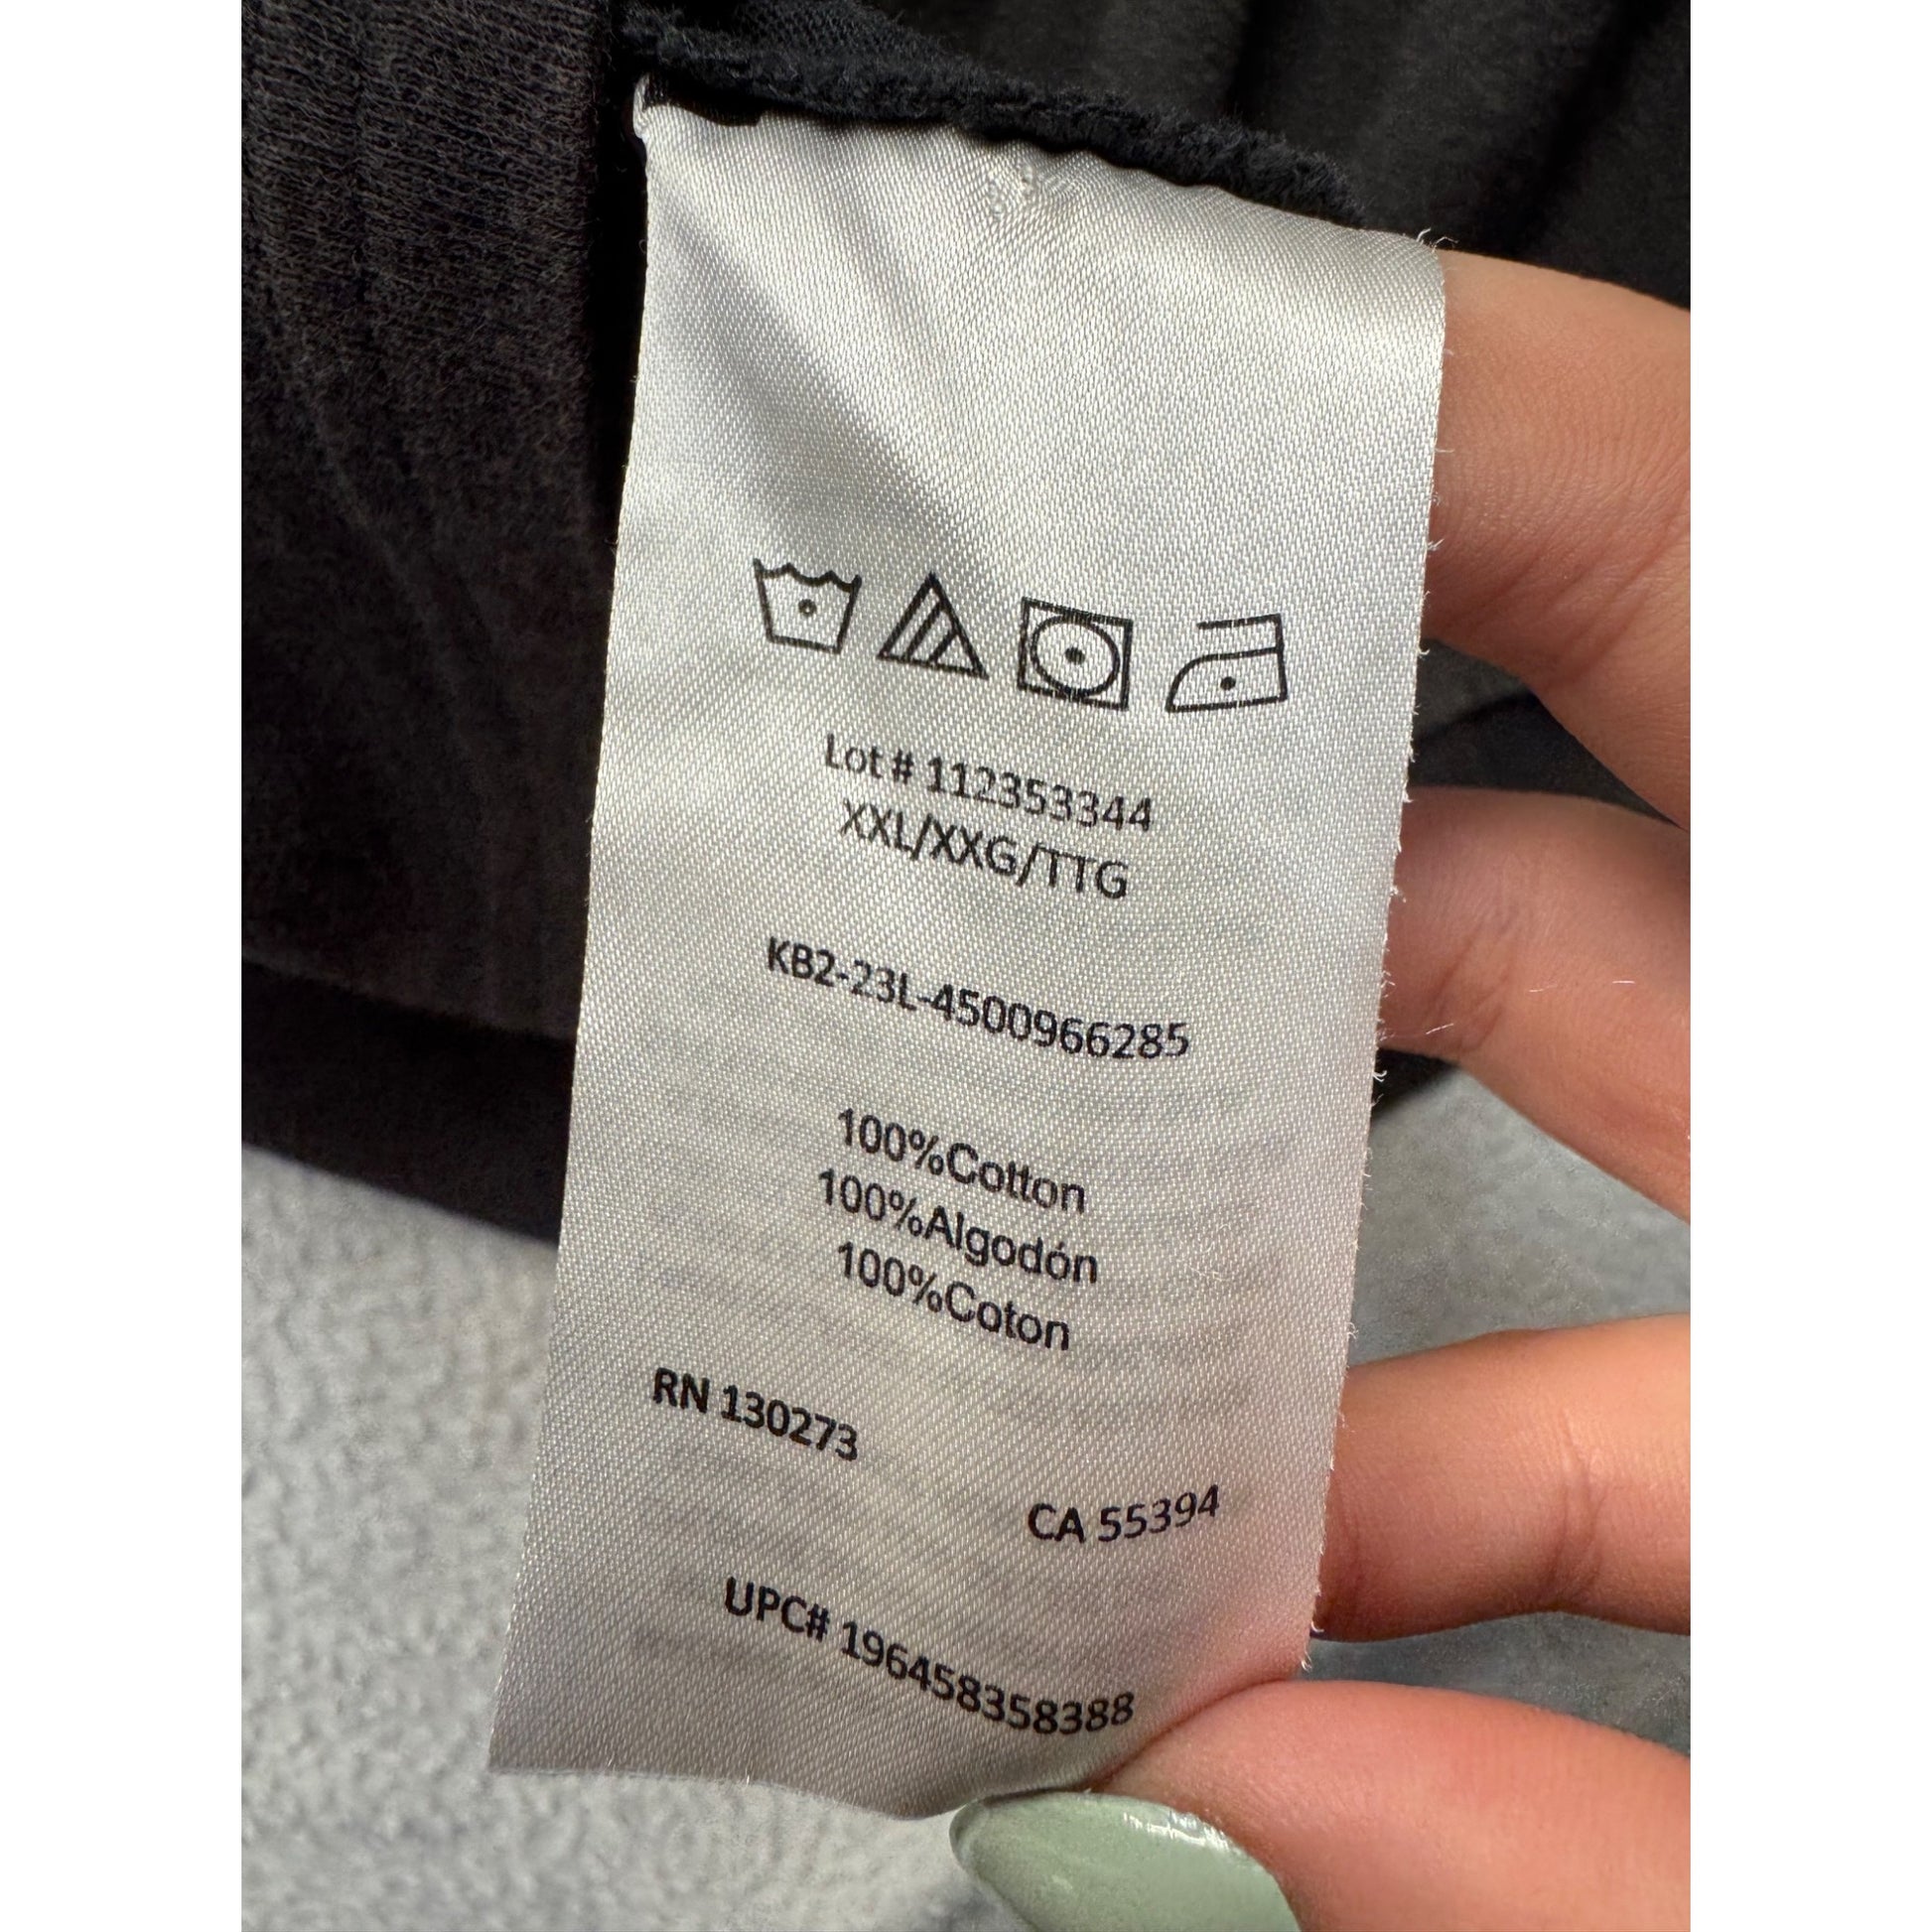 Lot # 112353344
XXL/XXG/TTG
KB2-23L-4500966285
100%Cotton
100%Algodón
100%Coton
RN 130273
CA 55394
UPC# 196458358388